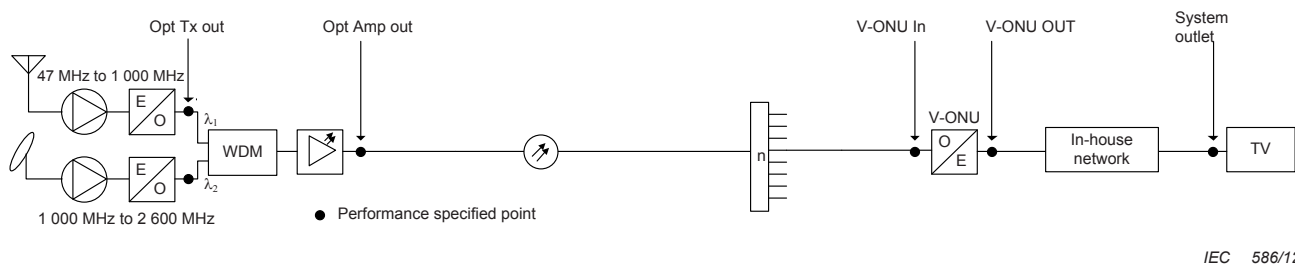 Opt Tx out
Opt Amp out
V-ONU In
V-ONU OUT
System
outlet
47 MHz to 1 000 MHz
E
O
λ1
V-ONU
WDM
n
O
E
In-house
network
TV
E
O
λ2
1 000 MHz to 2 600 MHz
Performance specified point
IEC 586/12